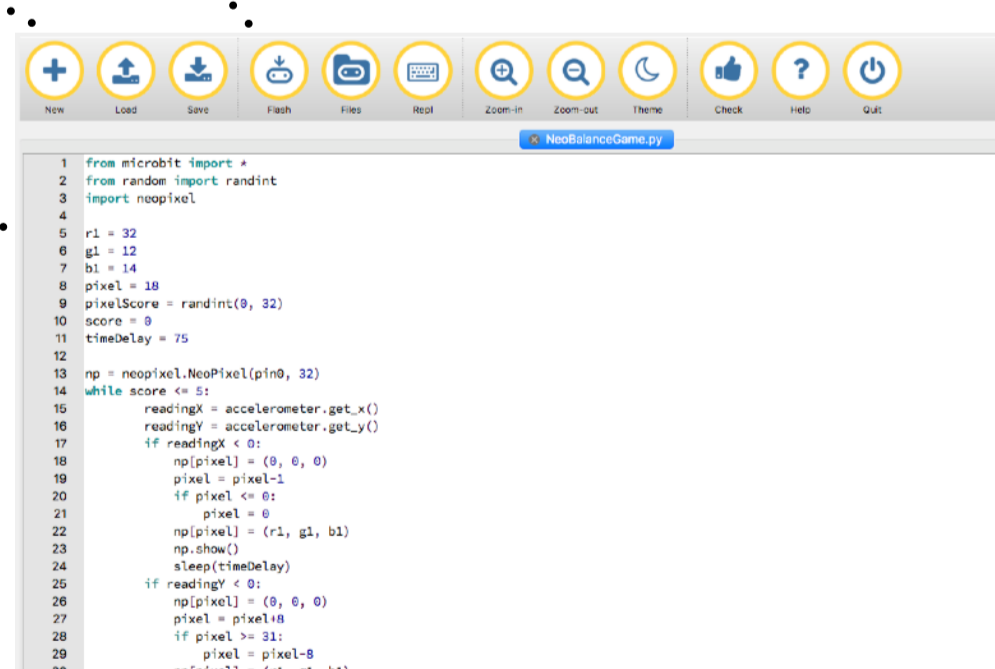 New Load Save Flash Files Repl Zoom-in Zoom-out Theme Check Help Quit
NeoBalanceGame.py
1 from microbit import *
2 from random import randint
3 import neopixel
4
5 r1 = 32
6 g1 = 12
7 b1 = 14
8 pixel = 18
9 pixelScore = randint(0, 32)
10 score = 0
11 timeDelay = 75
12
13 np = neopixel.NeoPixel(pin0, 32)
14 while score <= 5:
15 readingX = accelerometer.get_x()
16 readingY = accelerometer.get_y()
17 if readingX < 0:
18 np[pixel] = (0, 0, 0)
19 pixel = pixel-1
20 if pixel <= 0:
21 pixel = 0
22 np[pixel] = (r1, g1, b1)
23 np.show()
24 sleep(timeDelay)
25 if readingY < 0:
26 np[pixel] = (0, 0, 0)
27 pixel = pixel+8
28 if pixel >= 31:
29 pixel = pixel-8